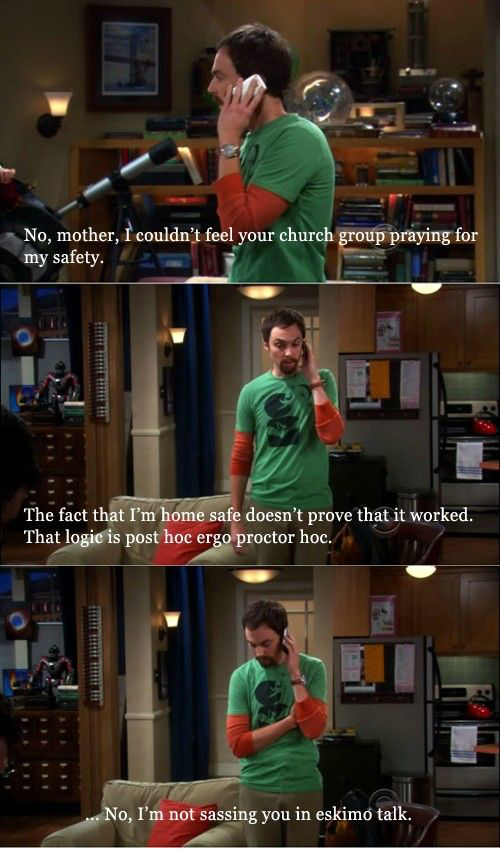 No, mother, I couldn't feel your church group praying for
my safety.
The fact that I'm home safe doesn't prove that it worked.
That logic is post hoc ergo proctor hoc.
... No, I'm not sassing you in eskimo talk.